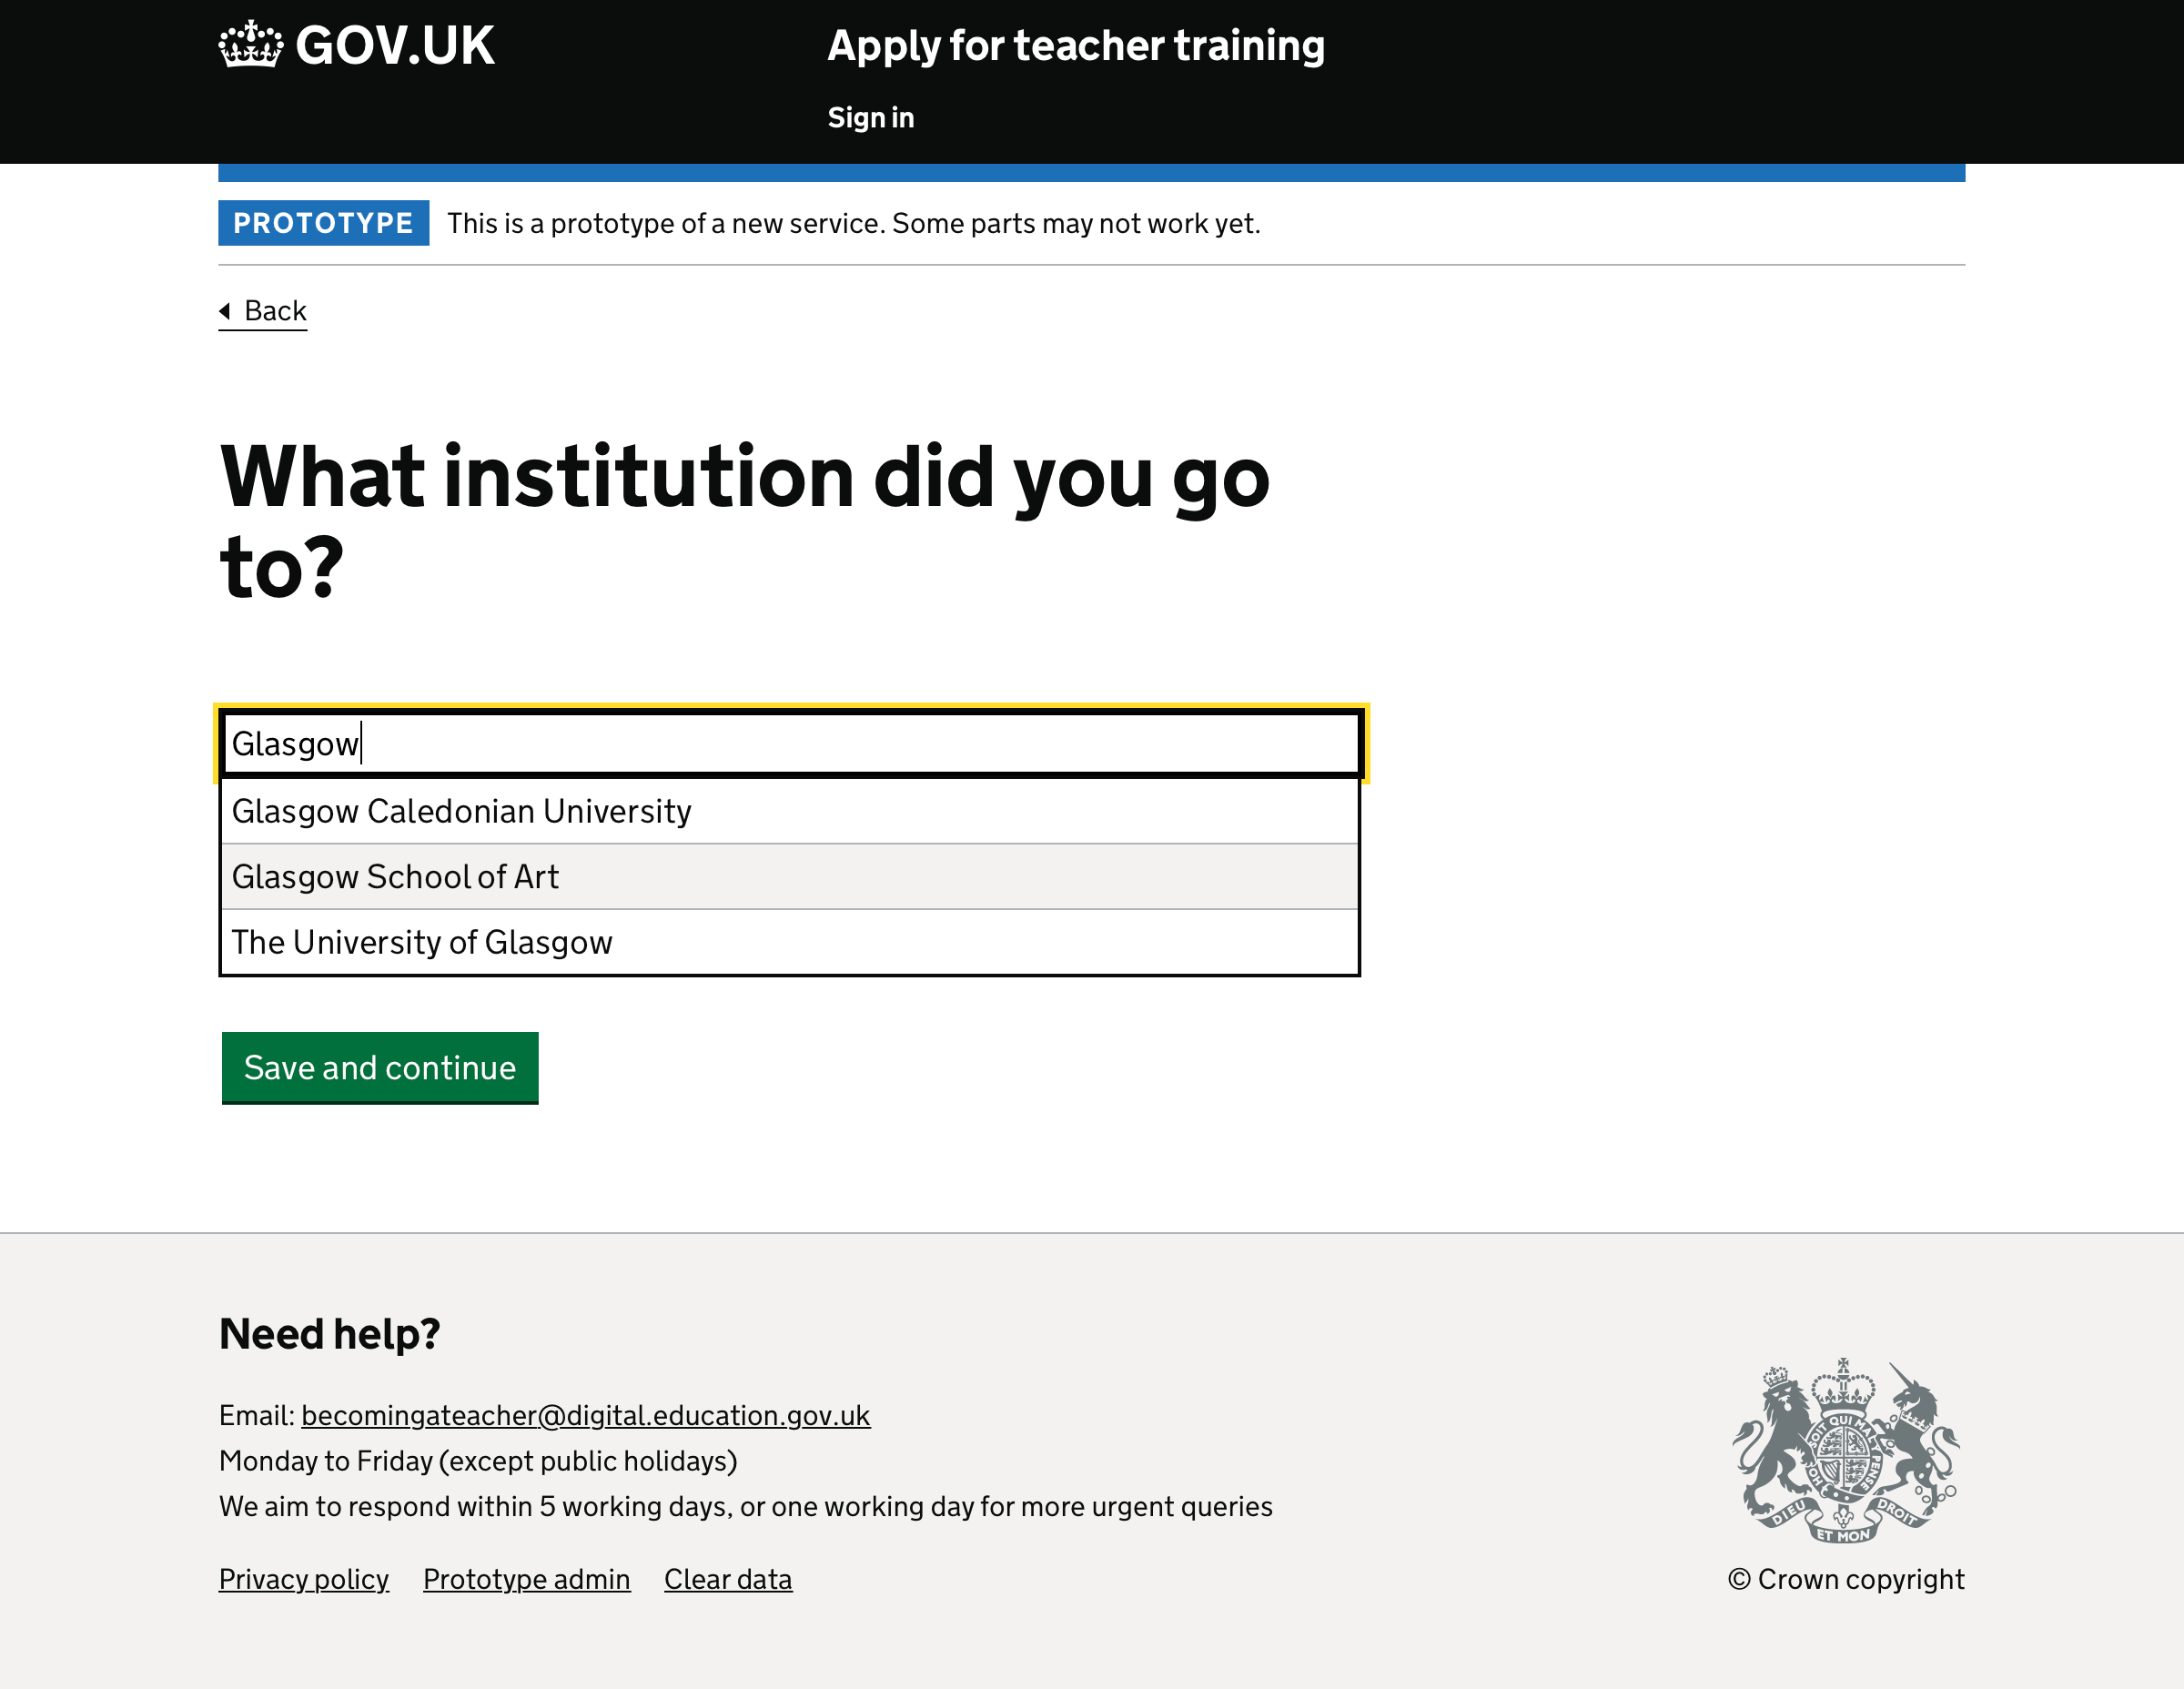 GOV.UK
Apply for teacher training
Sign in
PROTOTYPE This is a prototype of a new service. Some parts may not work yet.
Back
What institution did you go
to?
Glasgow
Glasgow Caledonian University
Glasgow School of Art
The University of Glasgow
Save and continue
Need help?
Email: becomingateacher@digital.education.gov.uk
Monday to Friday (except public holidays)
We aim to respond within 5 working days, or one working day for more urgent queries
Privacy policy Prototype admin Clear data
DIEU ET MON DROIT
© Crown copyright